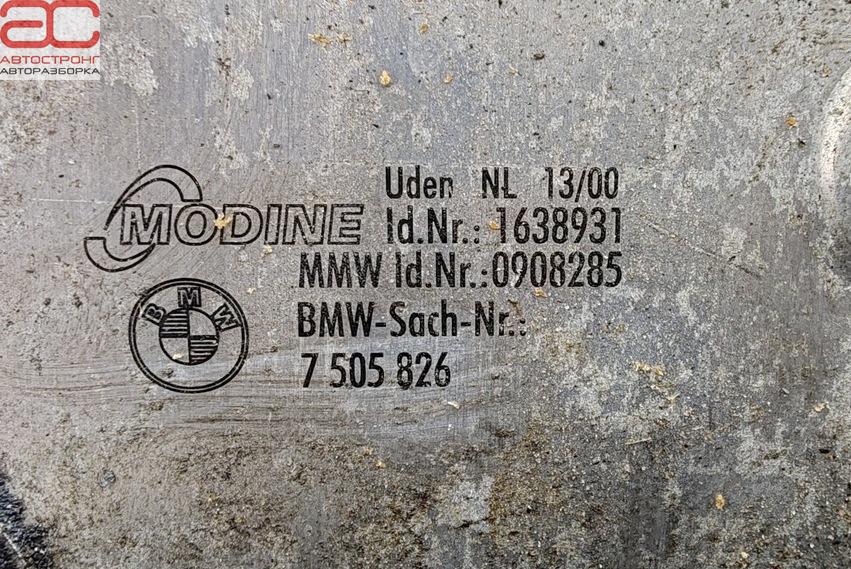 ac
АВТОСТРОНГ
АВТОРАЗБОРКА
Uden NL 13/00
MODINE Id.Nr.: 1638931
MMW Id.Nr.:0908285
BMW
BMW-Sach-Nr.:
7 505 826